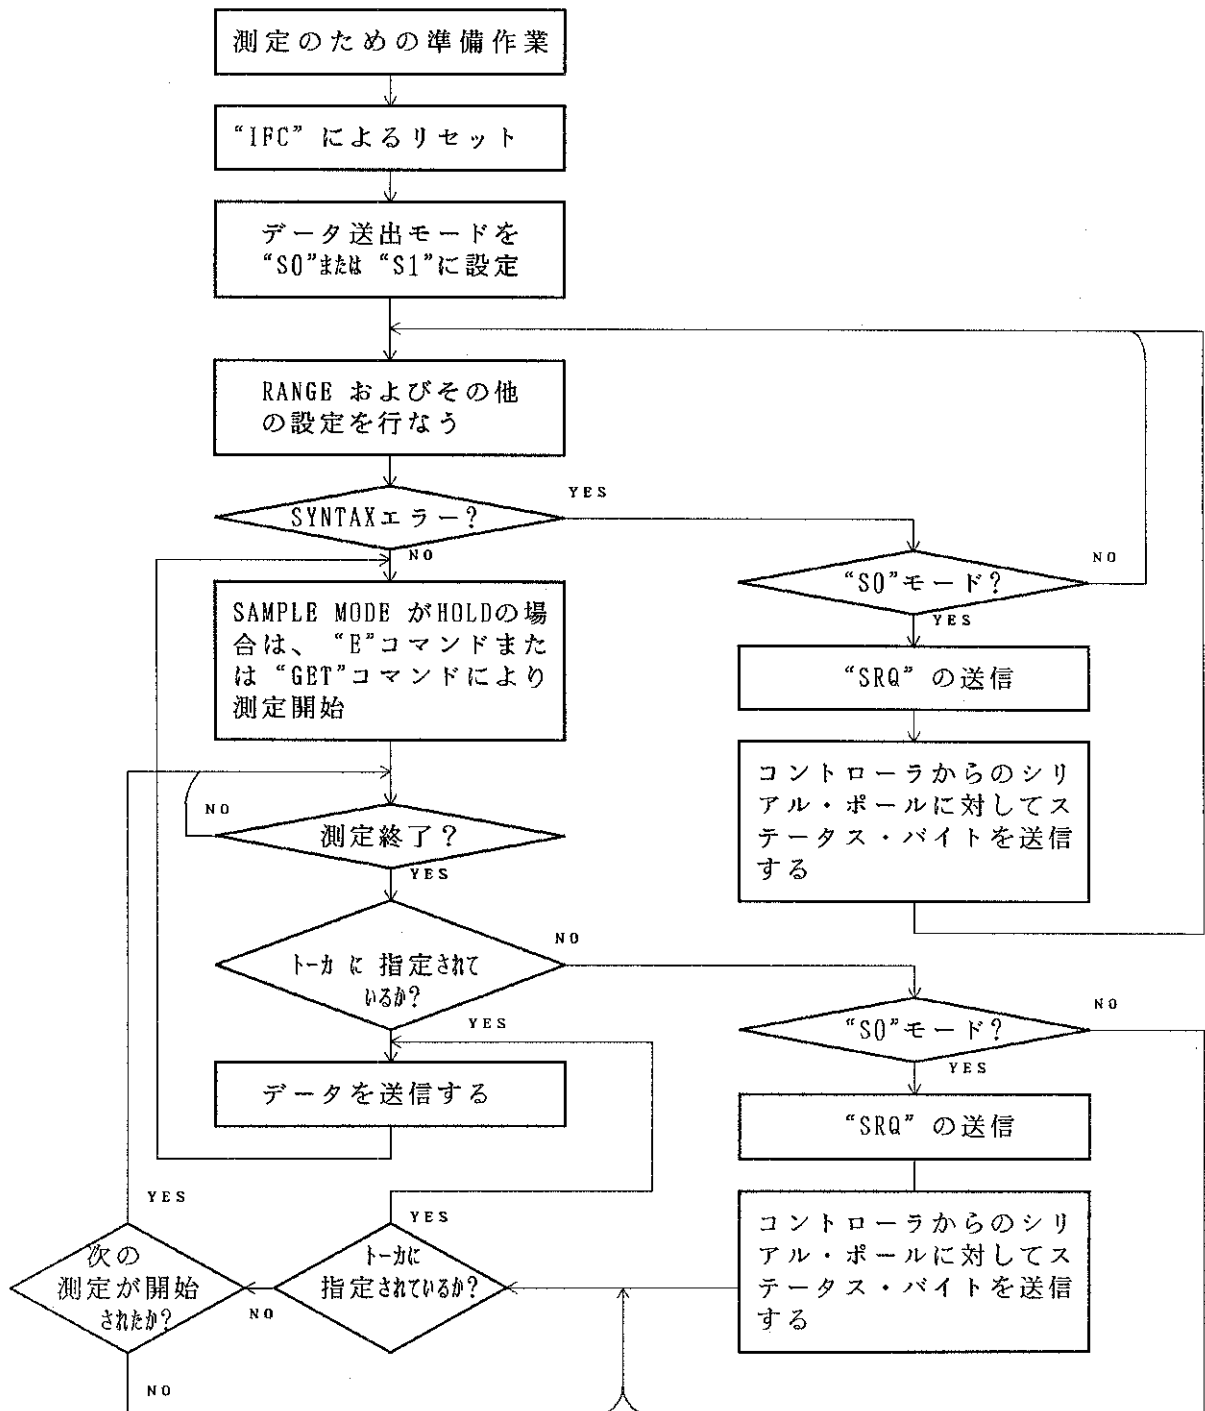 測定のための準備作業
“IFC” によるリセット
データ送出モードを
“S0”または “S1”に設定
RANGE およびその他
の設定を行なう
SYNTAXエラー?
YES
NO
“S0”モード?
NO
YES
SAMPLE MODE がHOLDの場
合は、 “E”コマンドまた
は “GET”コマンドにより
測定開始
“SRQ” の送信
コントローラからのシリ
アル・ポールに対してス
テータス・バイトを送信
する
NO
測定終了?
YES
トーカ に 指定されて
いるか?
NO
YES
“S0”モード?
NO
YES
データを送信する
“SRQ” の送信
コントローラからのシリ
アル・ポールに対してス
テータス・バイトを送信
する
YES
トーカに
指定されているか?
NO
YES
次の
測定が開始
されたか?
NO